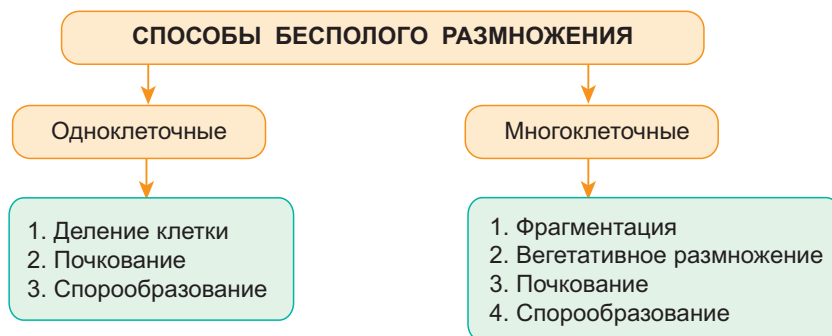 СПОСОБЫ БЕСПОЛОГО РАЗМНОЖЕНИЯ
Одноклеточные
1. Деление клетки
2. Почкование
3. Спорообразование
Многоклеточные
1. Фрагментация
2. Вегетативное размножение
3. Почкование
4. Спорообразование